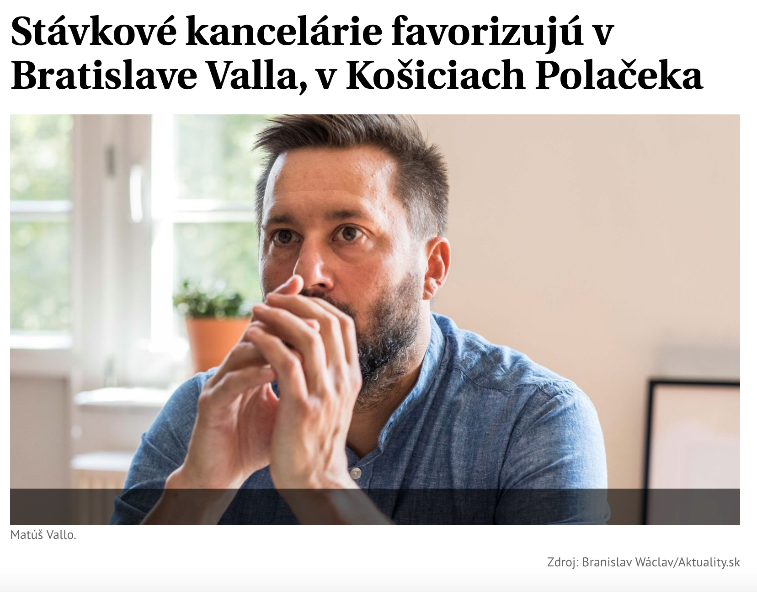 Stávkové kancelárie favorizujú v
Bratislave Valla, v Košiciach Polačeka
Matúš Vallo.
Zdroj: Branislav Wáclav/Aktuality.sk